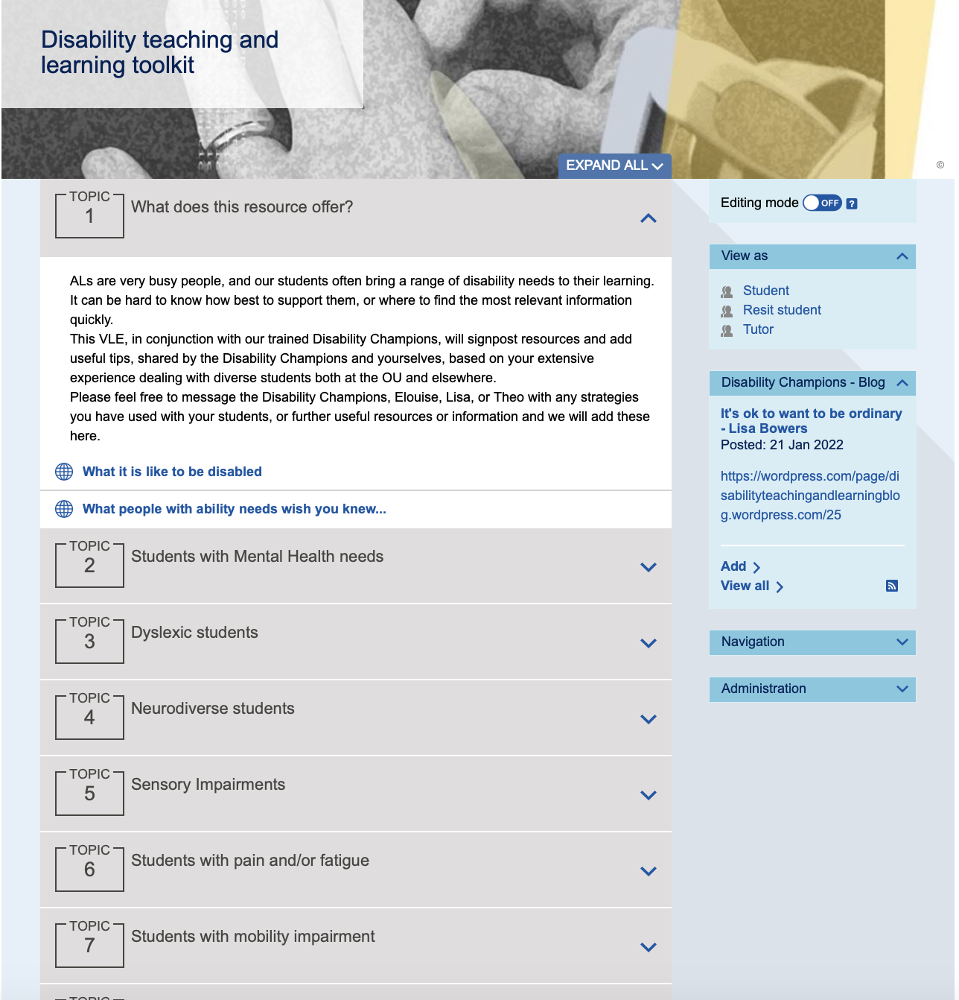 Disability teaching and
learning toolkit
EXPAND ALL
©
TOPIC
1
What does this resource offer?
ALs are very busy people, and our students often bring a range of disability needs to their learning.
It can be hard to know how best to support them, or where to find the most relevant information
quickly.
This VLE, in conjunction with our trained Disability Champions, will signpost resources and add
useful tips, shared by the Disability Champions and yourselves, based on your extensive
experience dealing with diverse students both at the OU and elsewhere.
Please feel free to message the Disability Champions, Elouise, Lisa, or Theo with any strategies
you have used with your students, or further useful resources or information and we will add these
here.
What it is like to be disabled
What people with ability needs wish you knew...
TOPIC
2
Students with Mental Health needs
TOPIC
3
Dyslexic students
TOPIC
4
Neurodiverse students
TOPIC
5
Sensory Impairments
TOPIC
6
Students with pain and/or fatigue
TOPIC
7
Students with mobility impairment
TOPIC
Editing mode OFF ?
View as
Student
Resit student
Tutor
Disability Champions - Blog
It's ok to want to be ordinary
- Lisa Bowers
Posted: 21 Jan 2022
https://wordpress.com/page/di
sabilityteachingandlearningblo
g.wordpress.com/25
Add
View all
Navigation
Administration